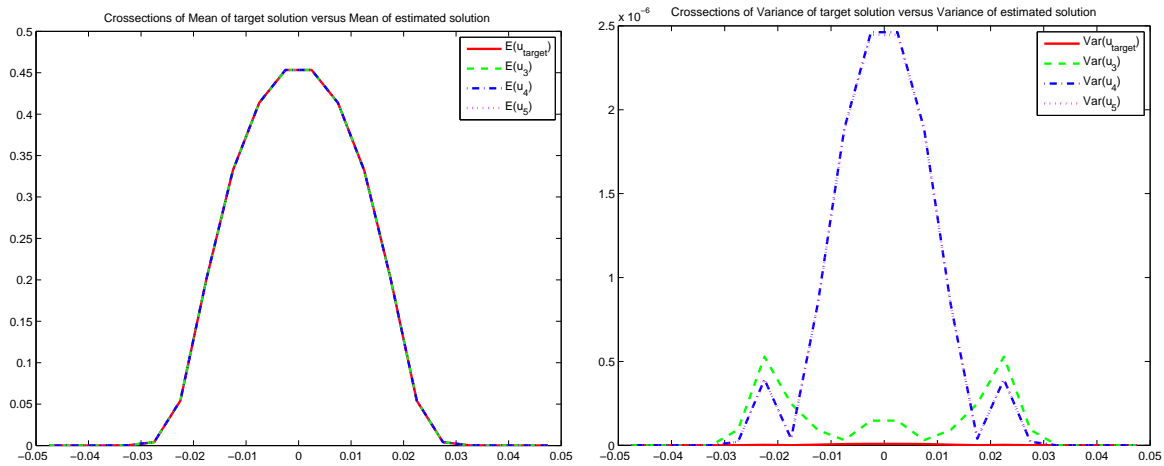 Crossections of Mean of target solution versus Mean of estimated solution
0.5
0.45
0.4
0.35
0.3
0.25
0.2
0.15
0.1
0.05
0
−0.05 −0.04 −0.03 −0.02 −0.01 0 0.01 0.02 0.03 0.04 0.05
E(u_target)
E(u_3)
E(u_4)
E(u_5)
Crossections of Variance of target solution versus Variance of estimated solution
x 10^−6
2.5
2
1.5
1
0.5
0
−0.05 −0.04 −0.03 −0.02 −0.01 0 0.01 0.02 0.03 0.04 0.05
Var(u_target)
Var(u_3)
Var(u_4)
Var(u_5)